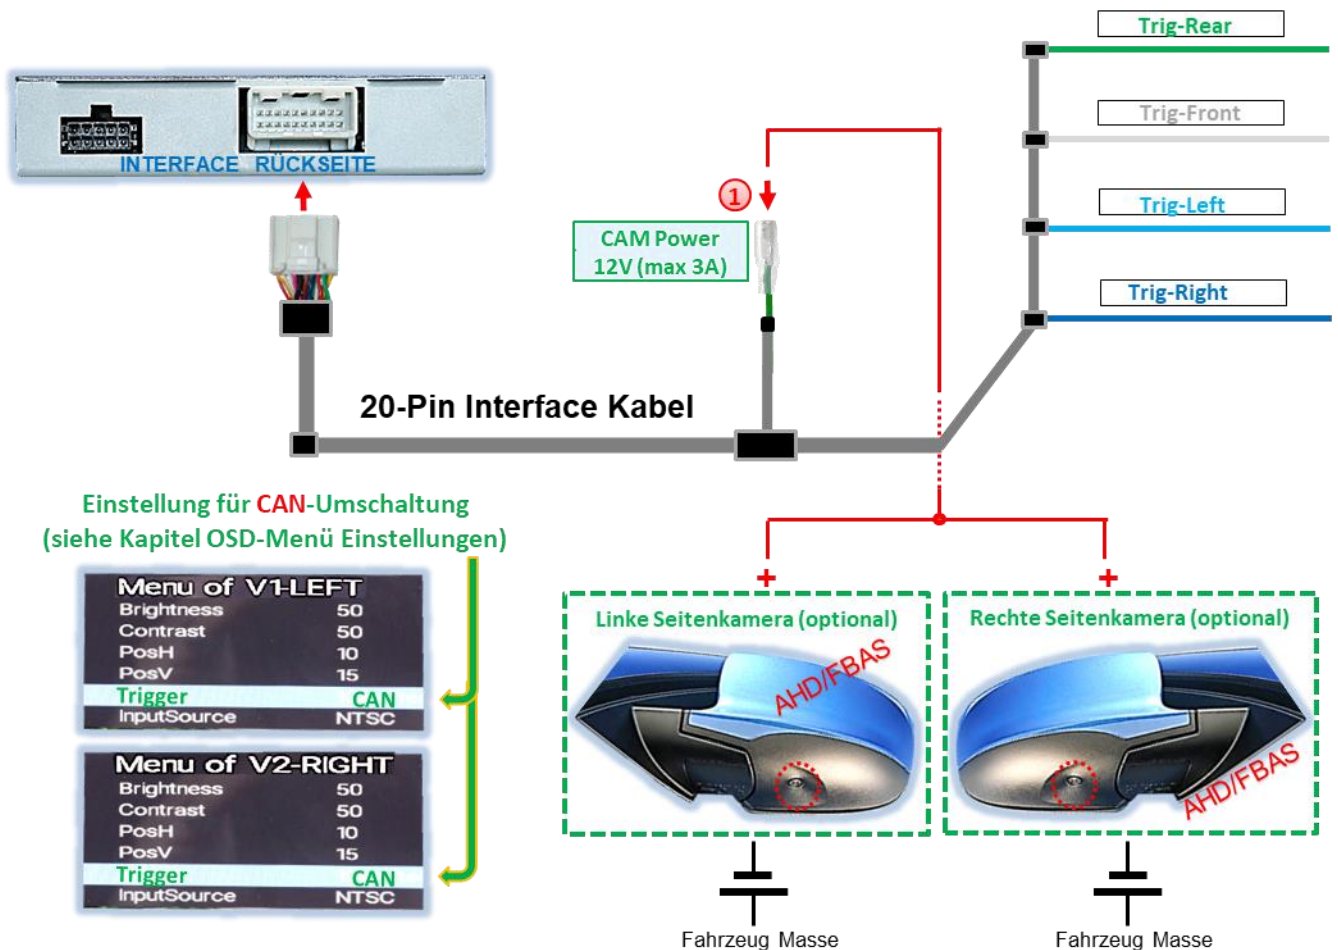 Trig-Rear
Trig-Front
Trig-Left
Trig-Right
INTERFACE RÜCKSEITE
1
CAM Power
12V (max 3A)
20-Pin Interface Kabel
Einstellung für CAN-Umschaltung
(siehe Kapitel OSD-Menü Einstellungen)
Menu of V1-LEFT
Brightness 50
Contrast 50
PosH 10
PosV 15
Trigger CAN
InputSource NTSC
Menu of V2-RIGHT
Brightness 50
Contrast 50
PosH 10
PosV 15
Trigger CAN
InputSource NTSC
+
+
Linke Seitenkamera (optional)
AHD/FBAS
Rechte Seitenkamera (optional)
AHD/FBAS
Fahrzeug Masse
Fahrzeug Masse